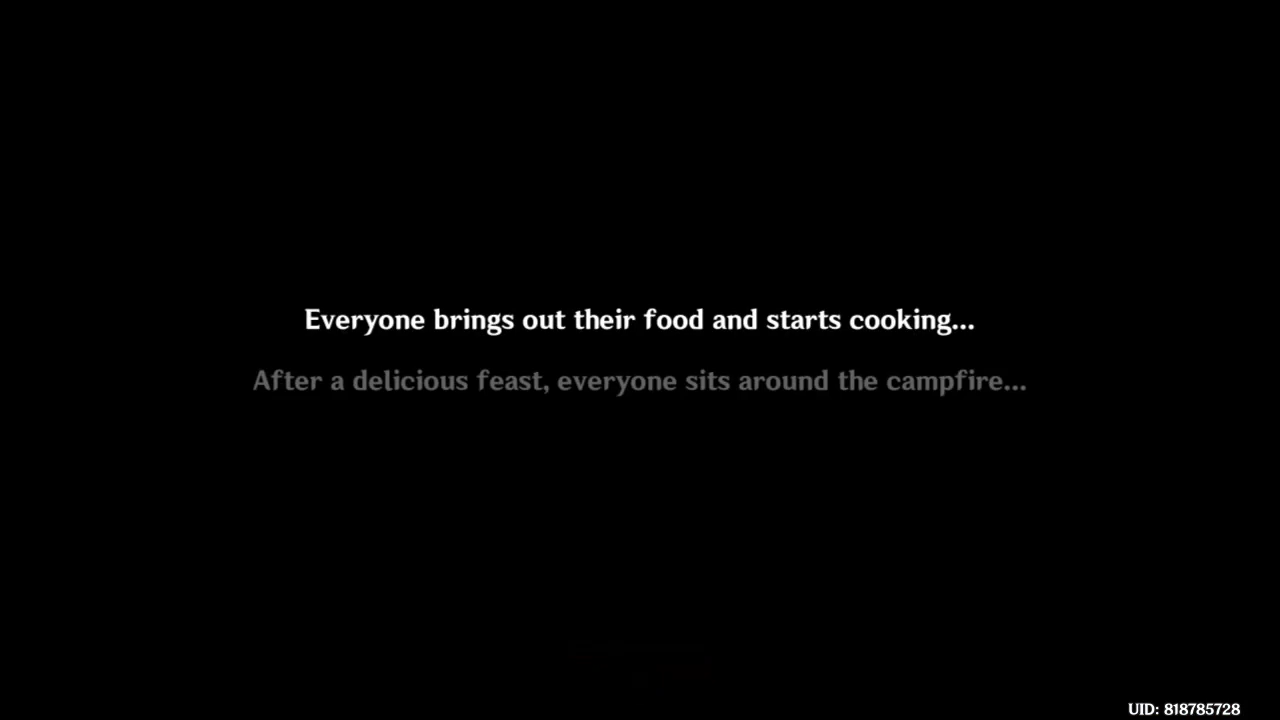 Everyone brings out their food and starts cooking...
After a delicious feast, everyone sits around the campfire...
UID: 818785728